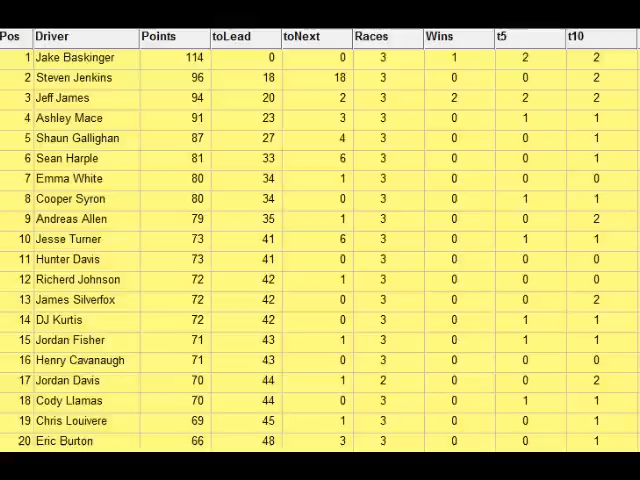 Pos Driver Points toLead toNext Races Wins t5 t10
1 Jake Baskinger 114 0 0 3 1 2 2
2 Steven Jenkins 96 18 18 3 0 0 2
3 Jeff James 94 20 2 3 2 2 2
4 Ashley Mace 91 23 3 3 0 1 1
5 Shaun Gallighan 87 27 4 3 0 0 1
6 Sean Harple 81 33 6 3 0 0 1
7 Emma White 80 34 1 3 0 0 0
8 Cooper Syron 80 34 0 3 0 1 1
9 Andreas Allen 79 35 1 3 0 0 2
10 Jesse Turner 73 41 6 3 0 1 1
11 Hunter Davis 73 41 0 3 0 0 0
12 Richerd Johnson 72 42 1 3 0 0 0
13 James Silverfox 72 42 0 3 0 0 2
14 DJ Kurtis 72 42 0 3 0 1 1
15 Jordan Fisher 71 43 1 3 0 1 1
16 Henry Cavanaugh 71 43 0 3 0 0 0
17 Jordan Davis 70 44 1 2 0 0 2
18 Cody Llamas 70 44 0 3 0 1 1
19 Chris Louivere 69 45 1 3 0 0 1
20 Eric Burton 66 48 3 3 0 0 1